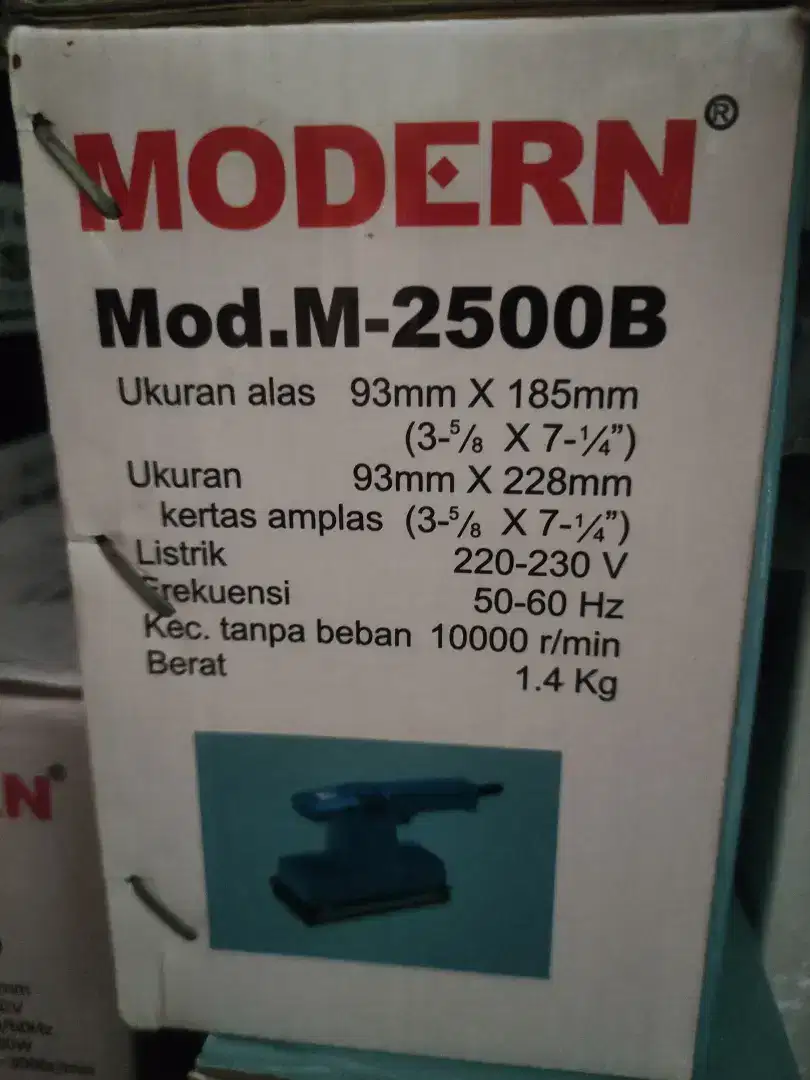 MODERN®
Mod.M-2500B
Ukuran alas 93mm X 185mm
(3-⅝ X 7-¼")
Ukuran 93mm X 228mm
kertas amplas (3-⅝ X 7-¼")
Listrik 220-230 V
Frekuensi 50-60 Hz
Kec. tanpa beban 10000 r/min
Berat 1.4 Kg
N®